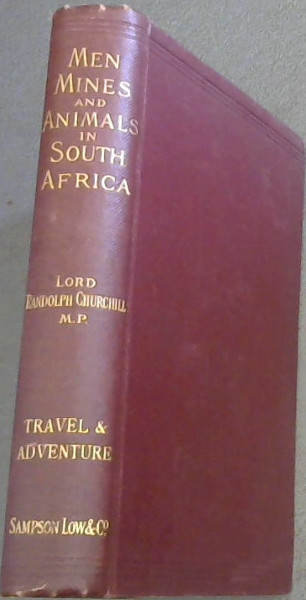 MEN
MINES
AND
ANIMALS
IN
SOUTH
AFRICA
LORD
RANDOLPH CHURCHILL
M.P.
TRAVEL &
ADVENTURE
SAMPSON LOW & Co.